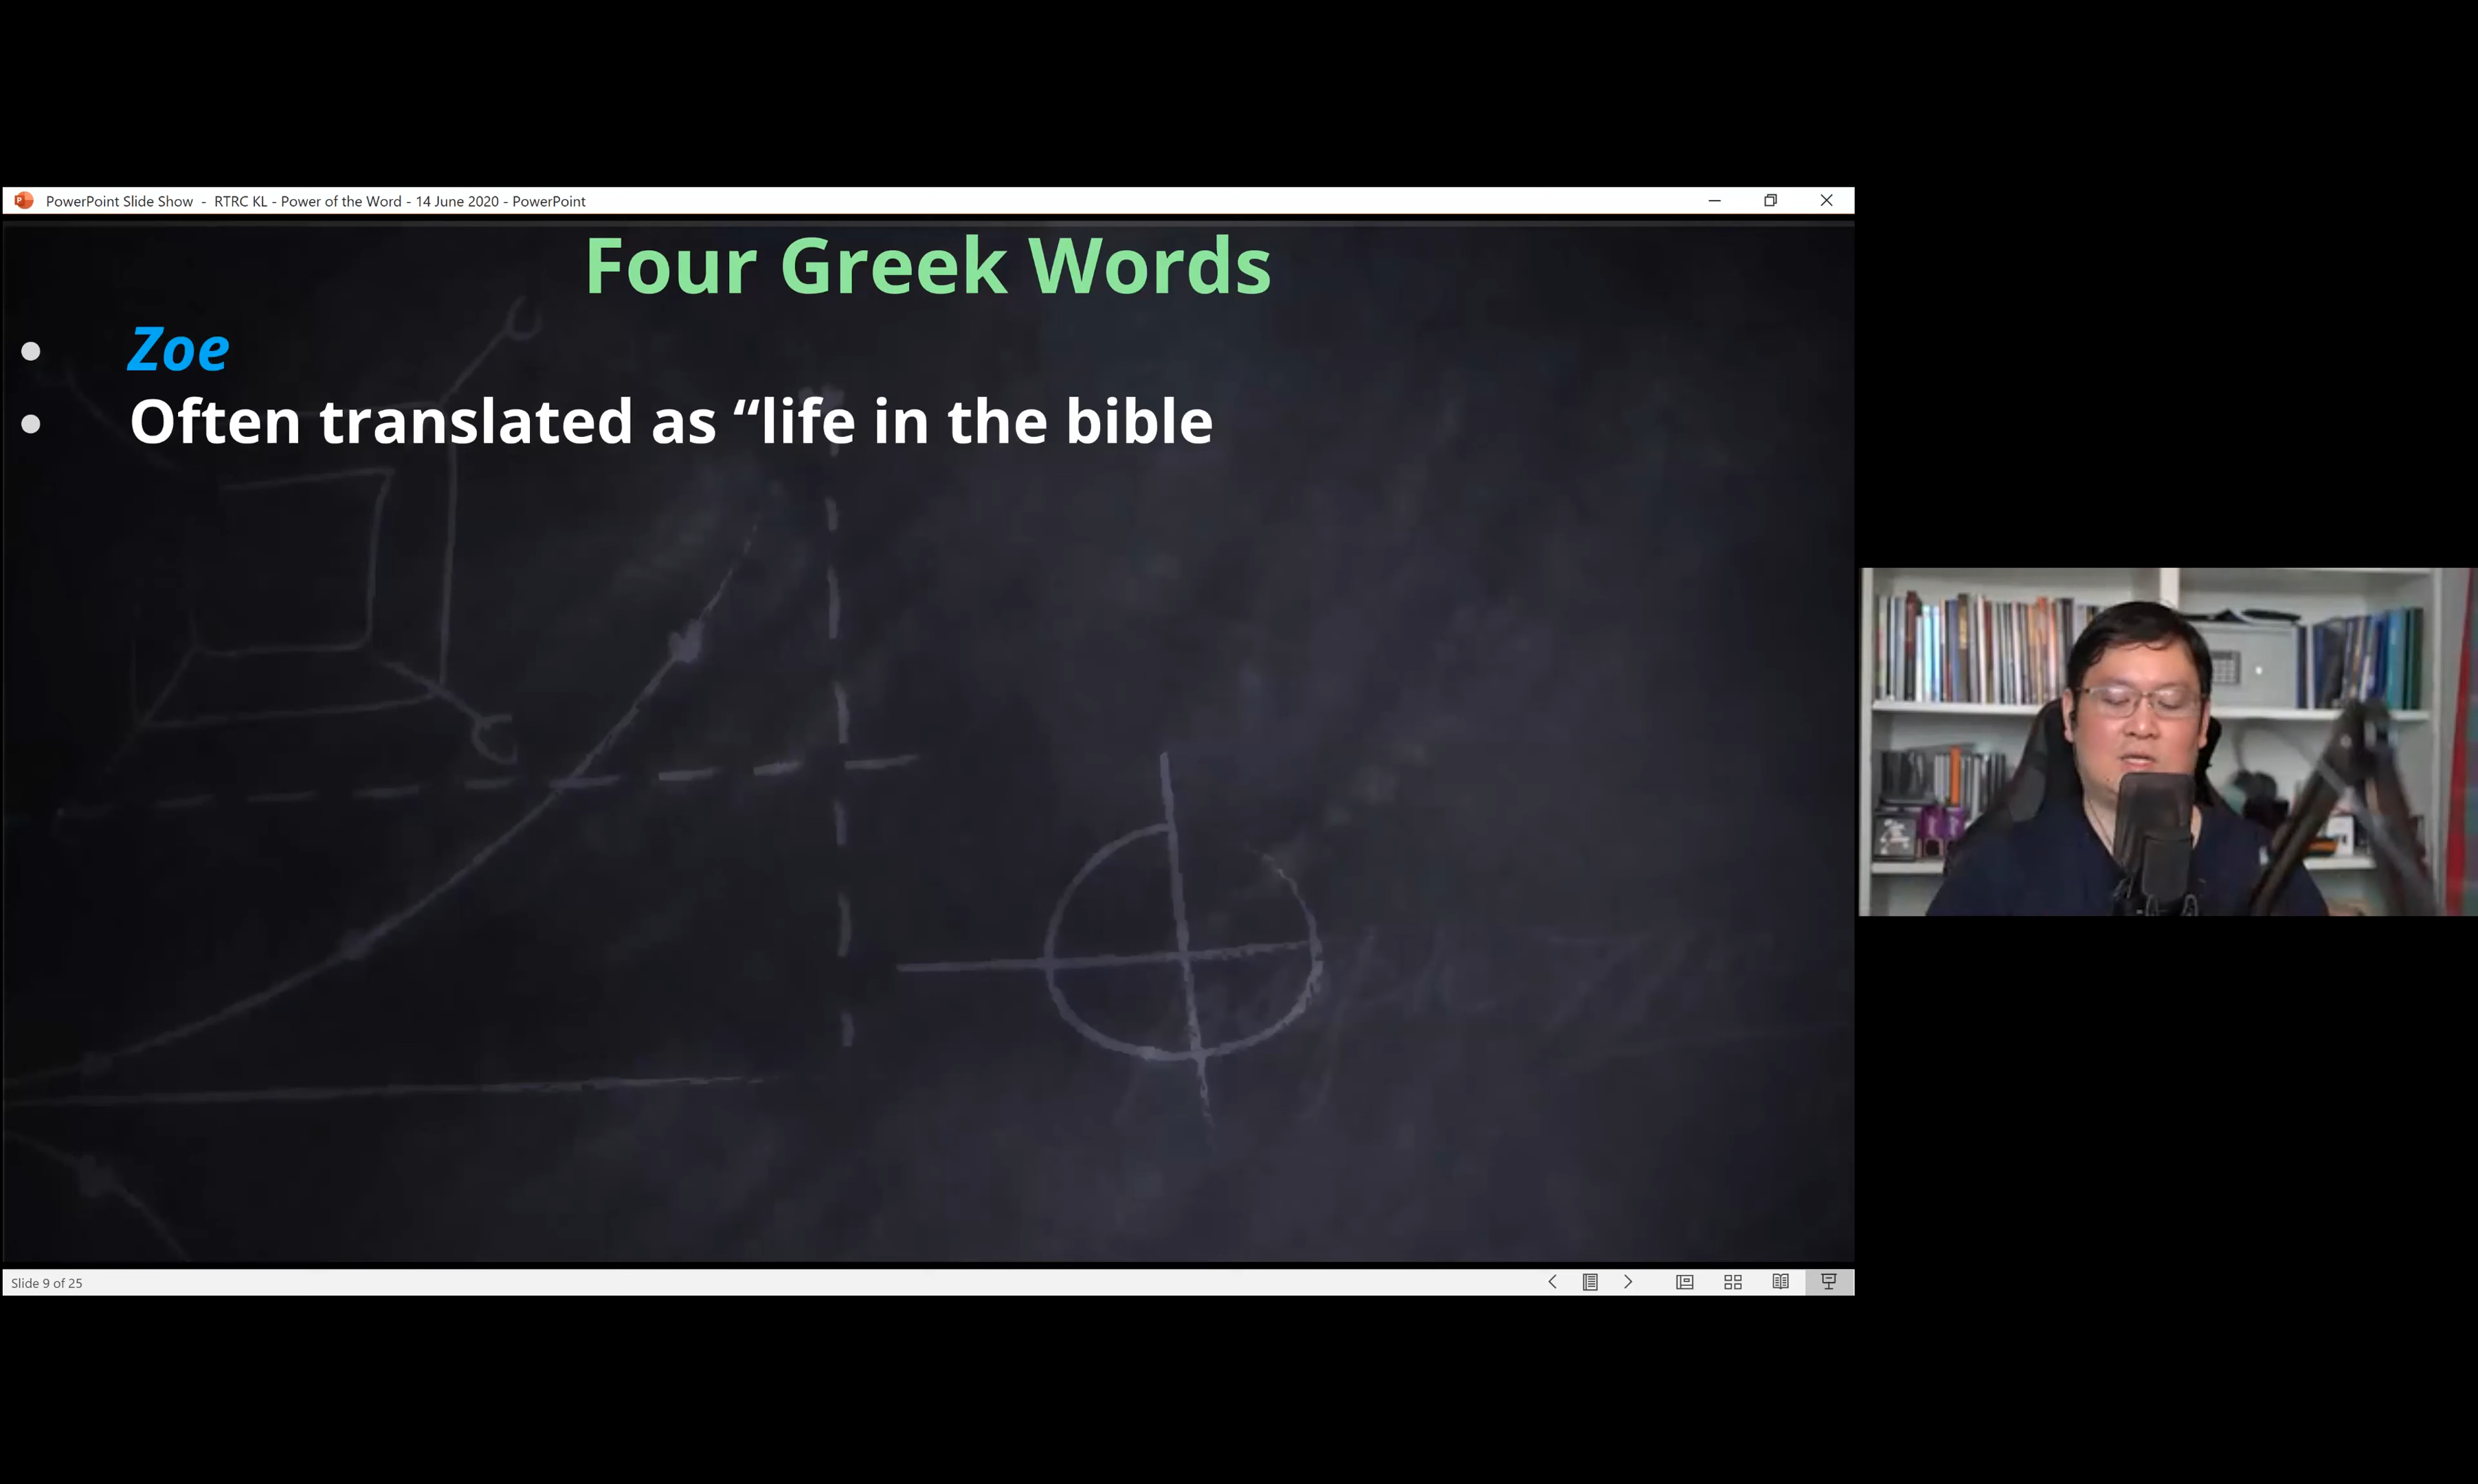 PowerPoint Slide Show - RTRC KL - Power of the Word - 14 June 2020 - PowerPoint
Four Greek Words
• Zoe
• Often translated as “life in the bible
Slide 9 of 25